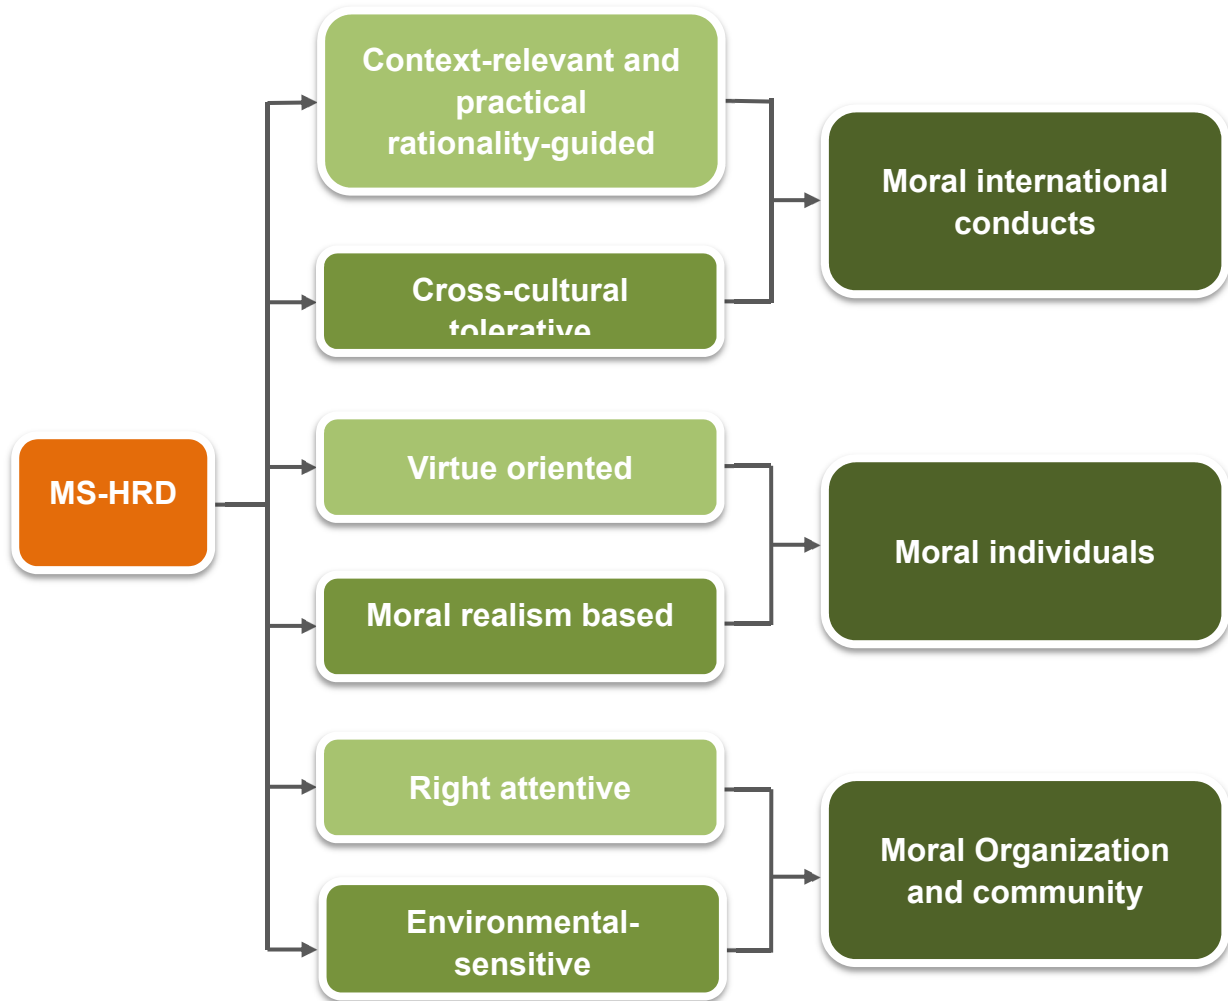 Context-relevant and
practical
rationality-guided
Moral international
conducts
Cross-cultural
tolerative
Virtue oriented
MS-HRD
Moral individuals
Moral realism based
Right attentive
Moral Organization
and community
Environmental-
sensitive